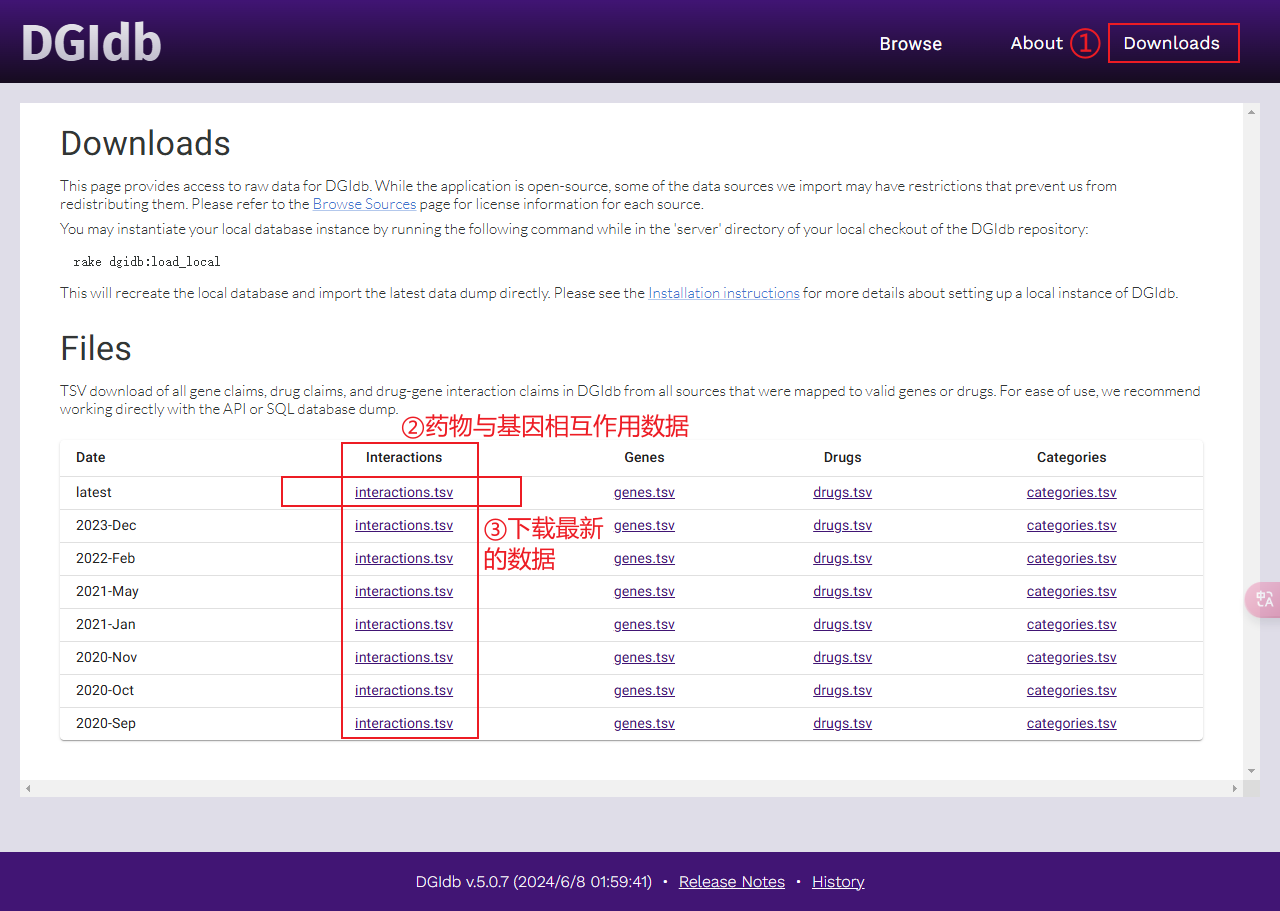 DGIdb
Browse
About ① Downloads
Downloads
This page provides access to raw data for DGIdb. While the application is open-source, some of the data sources we import may have restrictions that prevent us from
redistributing them. Please refer to the Browse Sources page for license information for each source.
You may instantiate your local database instance by running the following command while in the 'server' directory of your local checkout of the DGIdb repository:
rake dgidb:load_local
This will recreate the local database and import the latest data dump directly. Please see the Installation instructions for more details about setting up a local instance of DGIdb.
Files
TSV download of all gene claims, drug claims, and drug-gene interaction claims in DGIdb from all sources that were mapped to valid genes or drugs. For ease of use, we recommend
working directly with the API or SQL database dump.
②药物与基因相互作用数据
Date Interactions Genes Drugs Categories
latest interactions.tsv genes.tsv drugs.tsv categories.tsv
2023-Dec interactions.tsv genes.tsv drugs.tsv categories.tsv
③下载最新
的数据
2022-Feb interactions.tsv genes.tsv drugs.tsv categories.tsv
2021-May interactions.tsv genes.tsv drugs.tsv categories.tsv
2021-Jan interactions.tsv genes.tsv drugs.tsv categories.tsv
2020-Nov interactions.tsv genes.tsv drugs.tsv categories.tsv
2020-Oct interactions.tsv genes.tsv drugs.tsv categories.tsv
2020-Sep interactions.tsv genes.tsv drugs.tsv categories.tsv
中 A
DGIdb v.5.0.7 (2024/6/8 01:59:41) • Release Notes • History